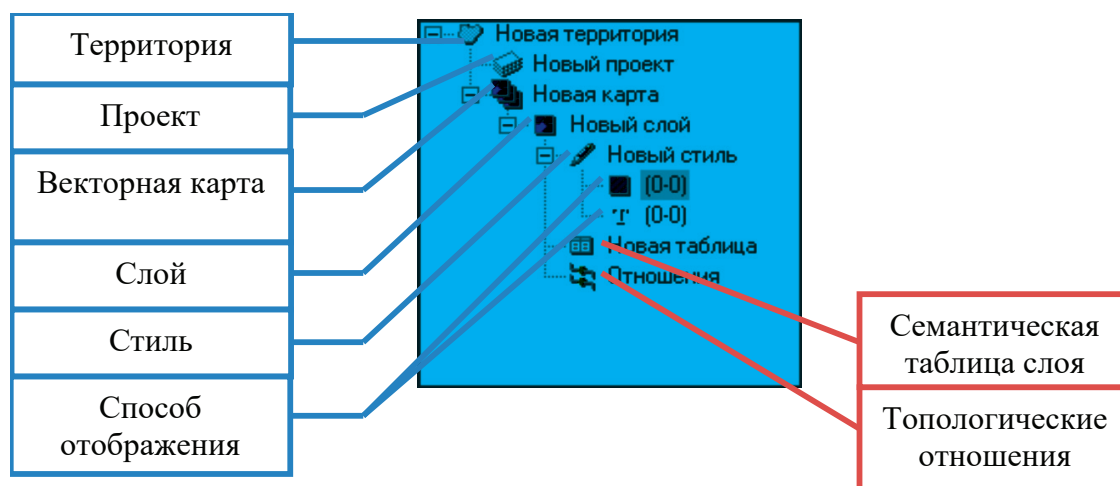 Территория
Проект
Векторная карта
Слой
Стиль
Способ
отображения
Новая территория
Новый проект
Новая карта
Новый слой
Новый стиль
(0-0)
T (0-0)
Новая таблица
Отношения
Семантическая
таблица слоя
Топологические
отношения